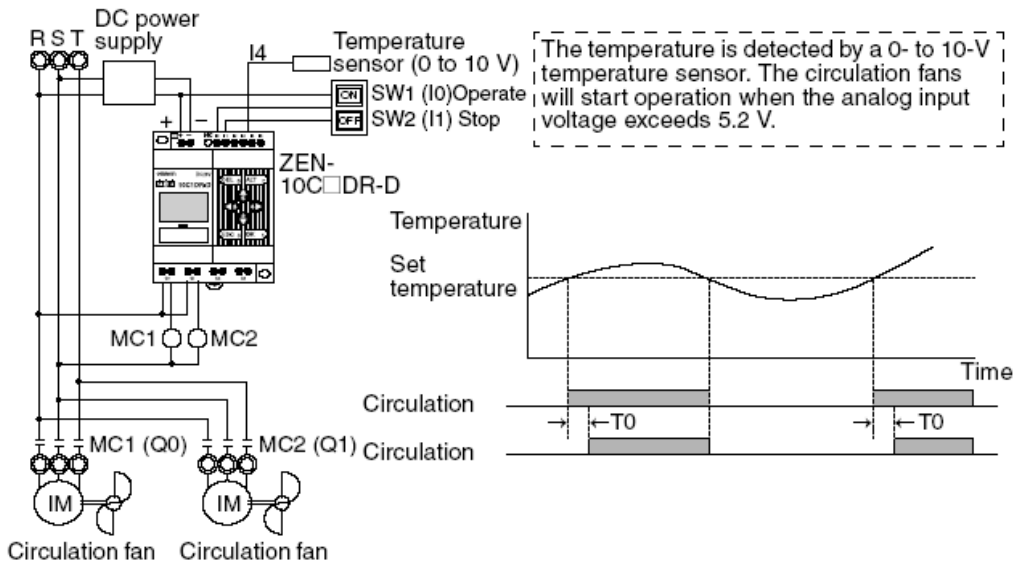 DC power
supply
R S T
I4
Temperature
sensor (0 to 10 V)
ON
SW1 (I0)Operate
OFF
SW2 (I1) Stop
The temperature is detected by a 0- to 10-V
temperature sensor. The circulation fans
will start operation when the analog input
voltage exceeds 5.2 V.
+ −
ZEN-
10C□DR-D
MC1
MC2
Temperature
Set
temperature
Time
Circulation
T0
T0
Circulation
MC1 (Q0)
MC2 (Q1)
IM
IM
Circulation fan
Circulation fan